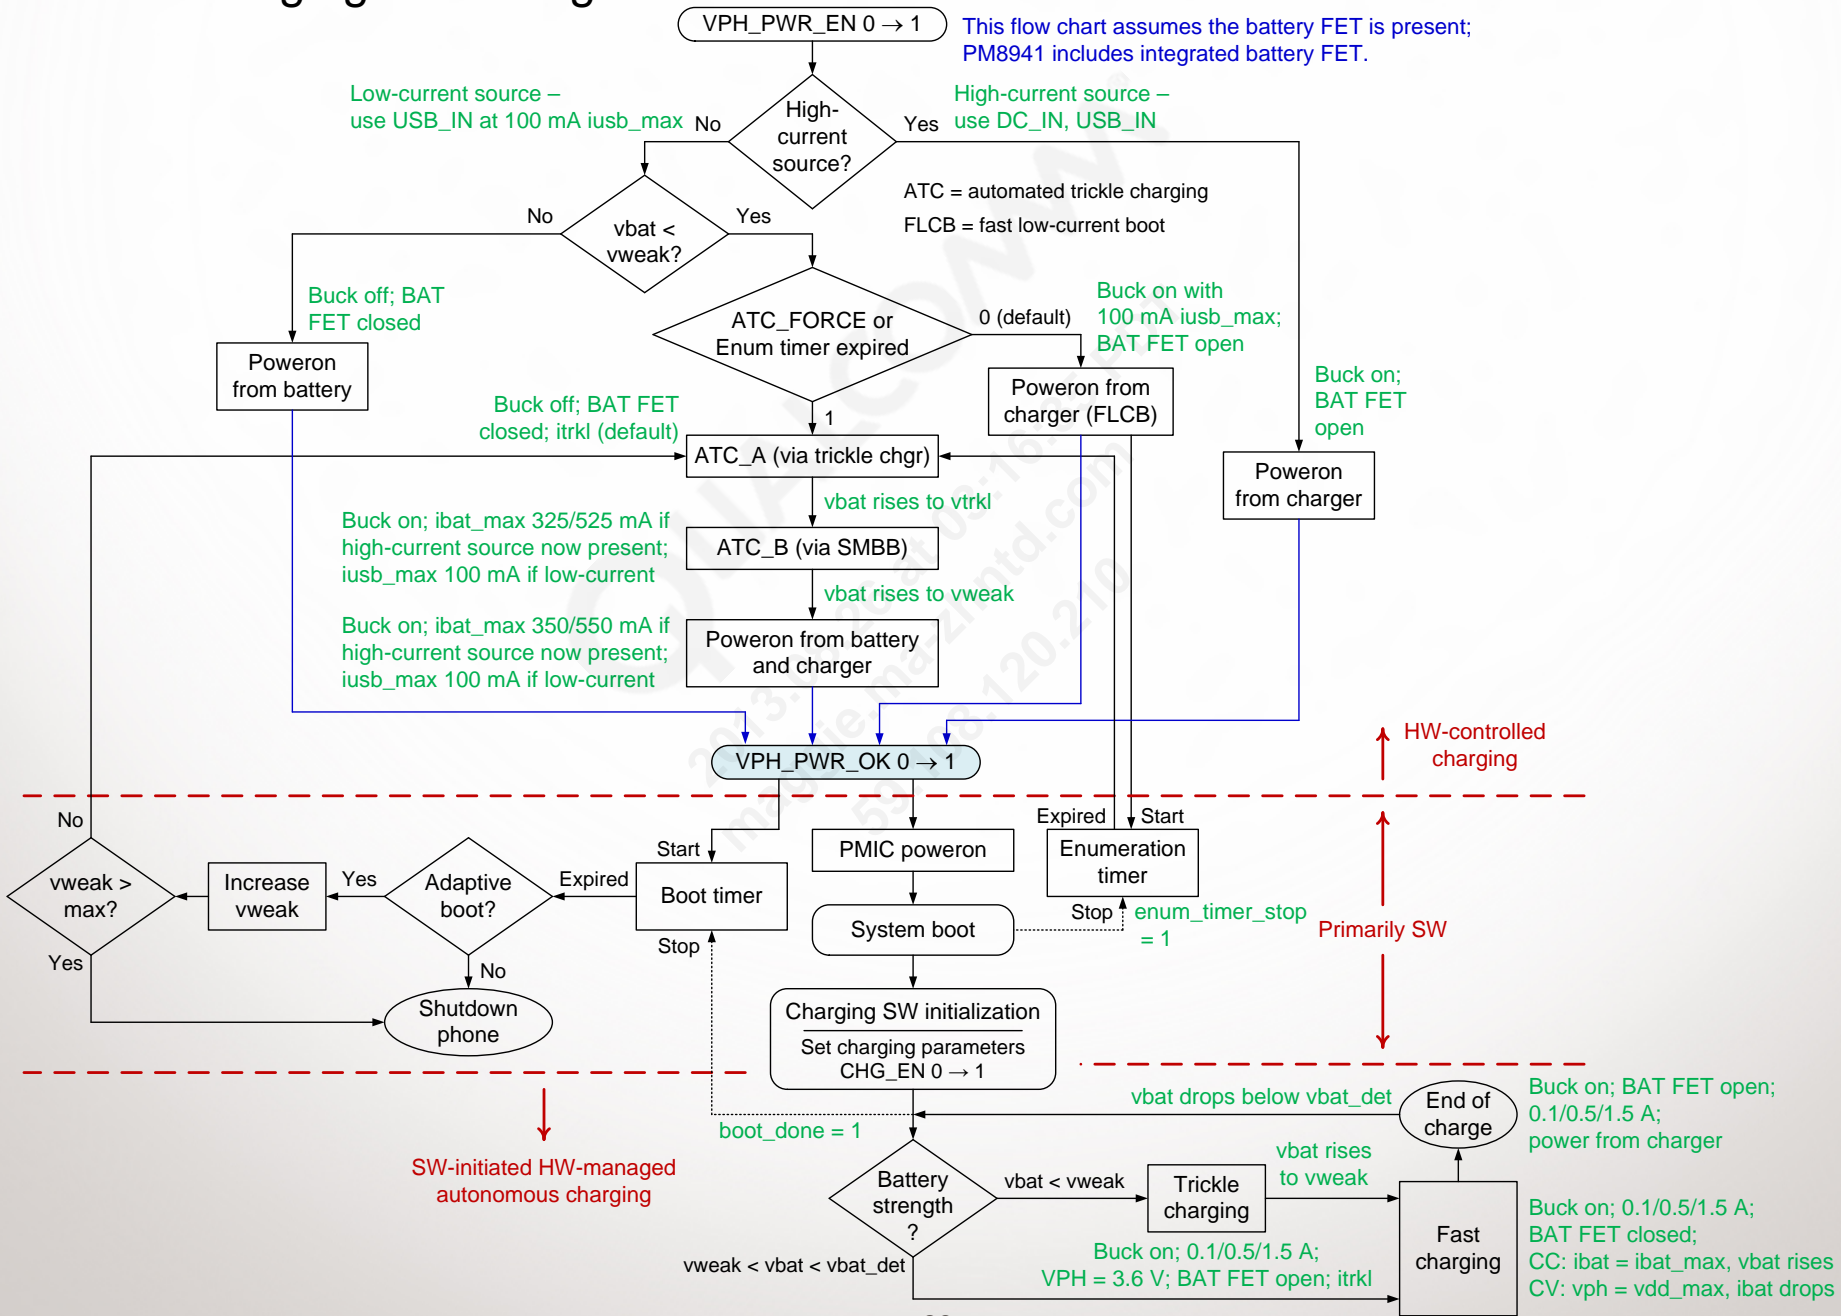 VPH_PWR_EN 0 → 1
This flow chart assumes the battery FET is present;
PM8941 includes integrated battery FET.
Low-current source –
use USB_IN at 100 mA iusb_max
No
High-
current
source?
Yes
High-current source –
use DC_IN, USB_IN
ATC = automated trickle charging
FLCB = fast low-current boot
No
vbat <
vweak?
Yes
Buck off; BAT
FET closed
Poweron
from battery
ATC_FORCE or
Enum timer expired
0 (default)
Buck on with
100 mA iusb_max;
BAT FET open
Poweron from
charger (FLCB)
Buck on;
BAT FET
open
Poweron
from charger
1
Buck off; BAT FET
closed; itrkl (default)
ATC_A (via trickle chgr)
vbat rises to vtrkl
Buck on; ibat_max 325/525 mA if
high-current source now present;
iusb_max 100 mA if low-current
ATC_B (via SMBB)
vbat rises to vweak
Buck on; ibat_max 350/550 mA if
high-current source now present;
iusb_max 100 mA if low-current
Poweron from battery
and charger
VPH_PWR_OK 0 → 1
HW-controlled
charging
No
vweak >
max?
Yes
Increase
vweak
Yes
Adaptive
boot?
No
Shutdown
phone
Expired
Start
Boot timer
Stop
PMIC poweron
System boot
Expired
Start
Enumeration
timer
Stop
enum_timer_stop
= 1
Primarily SW
Charging SW initialization
Set charging parameters
CHG_EN 0 → 1
SW-initiated HW-managed
autonomous charging
boot_done = 1
vbat drops below vbat_det
End of
charge
Buck on; BAT FET open;
0.1/0.5/1.5 A;
power from charger
Battery
strength
?
vbat < vweak
Trickle
charging
vbat rises
to vweak
vweak < vbat < vbat_det
Buck on; 0.1/0.5/1.5 A;
VPH = 3.6 V; BAT FET open; itrkl
Fast
charging
Buck on; 0.1/0.5/1.5 A;
BAT FET closed;
CC: ibat = ibat_max, vbat rises
CV: vph = vdd_max, ibat drops
QUALCOMM
59.108.120.210